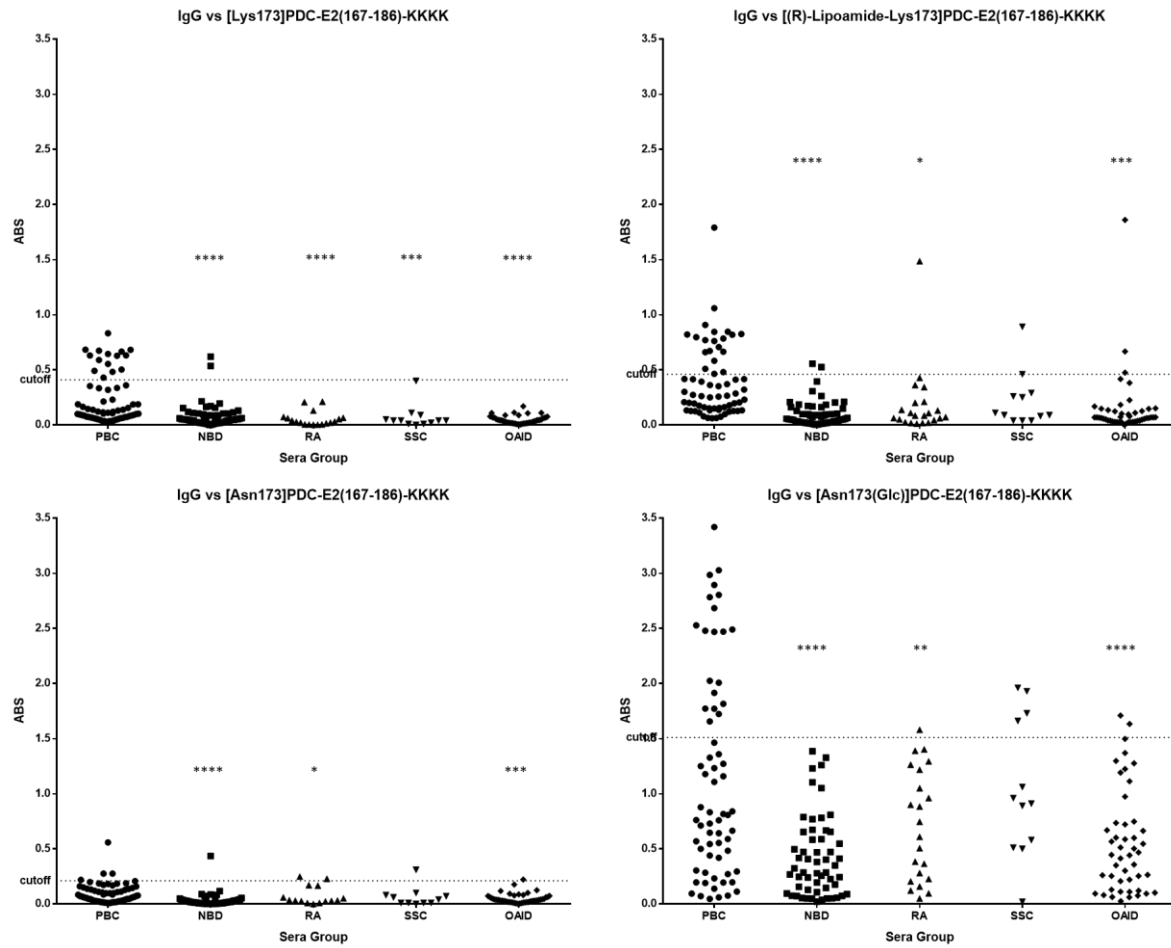 IgG vs [Lys173]PDC-E2(167-186)-KKKK
3.5
3.0
2.5
2.0
1.5
1.0
0.5
cutoff
0.0
ABS
**** **** *** ****
PBC NBD RA SSC OAID
Sera Group
IgG vs [(R)-Lipoamide-Lys173]PDC-E2(167-186)-KKKK
3.5
3.0
2.5
2.0
1.5
1.0
0.5
cutoff
0.0
ABS
**** * ***
PBC NBD RA SSC OAID
Sera Group
IgG vs [Asn173]PDC-E2(167-186)-KKKK
3.5
3.0
2.5
2.0
1.5
1.0
0.5
cutoff
0.0
ABS
**** * ***
PBC NBD RA SSC OAID
Sera Group
IgG vs [Asn173(Glc)]PDC-E2(167-186)-KKKK
3.5
3.0
2.5
2.0
cutoff
1.5
1.0
0.5
0.0
ABS
**** ** ****
PBC NBD RA SSC OAID
Sera Group